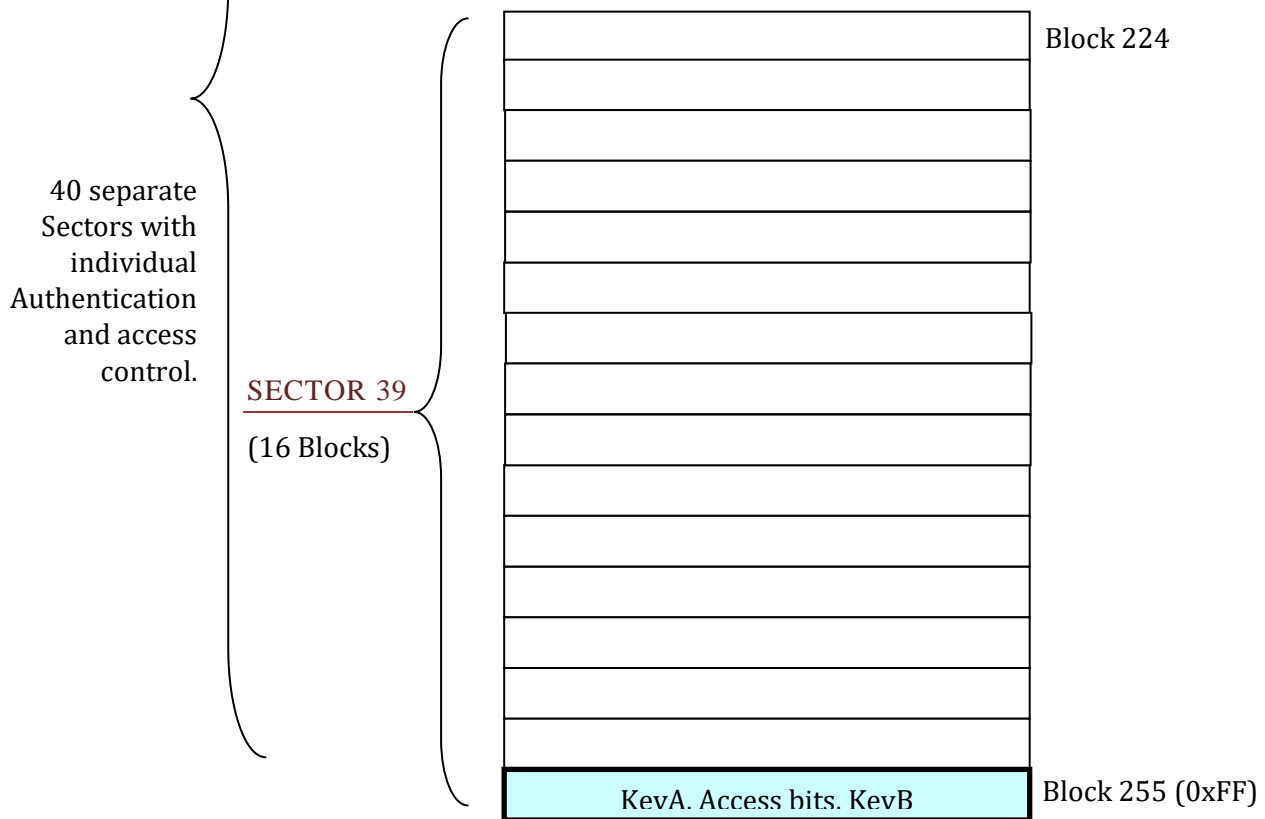 Block 224
40 separate
Sectors with
individual
Authentication
and access
control.
SECTOR 39
(16 Blocks)
KeyA, Access bits, KeyB
Block 255 (0xFF)